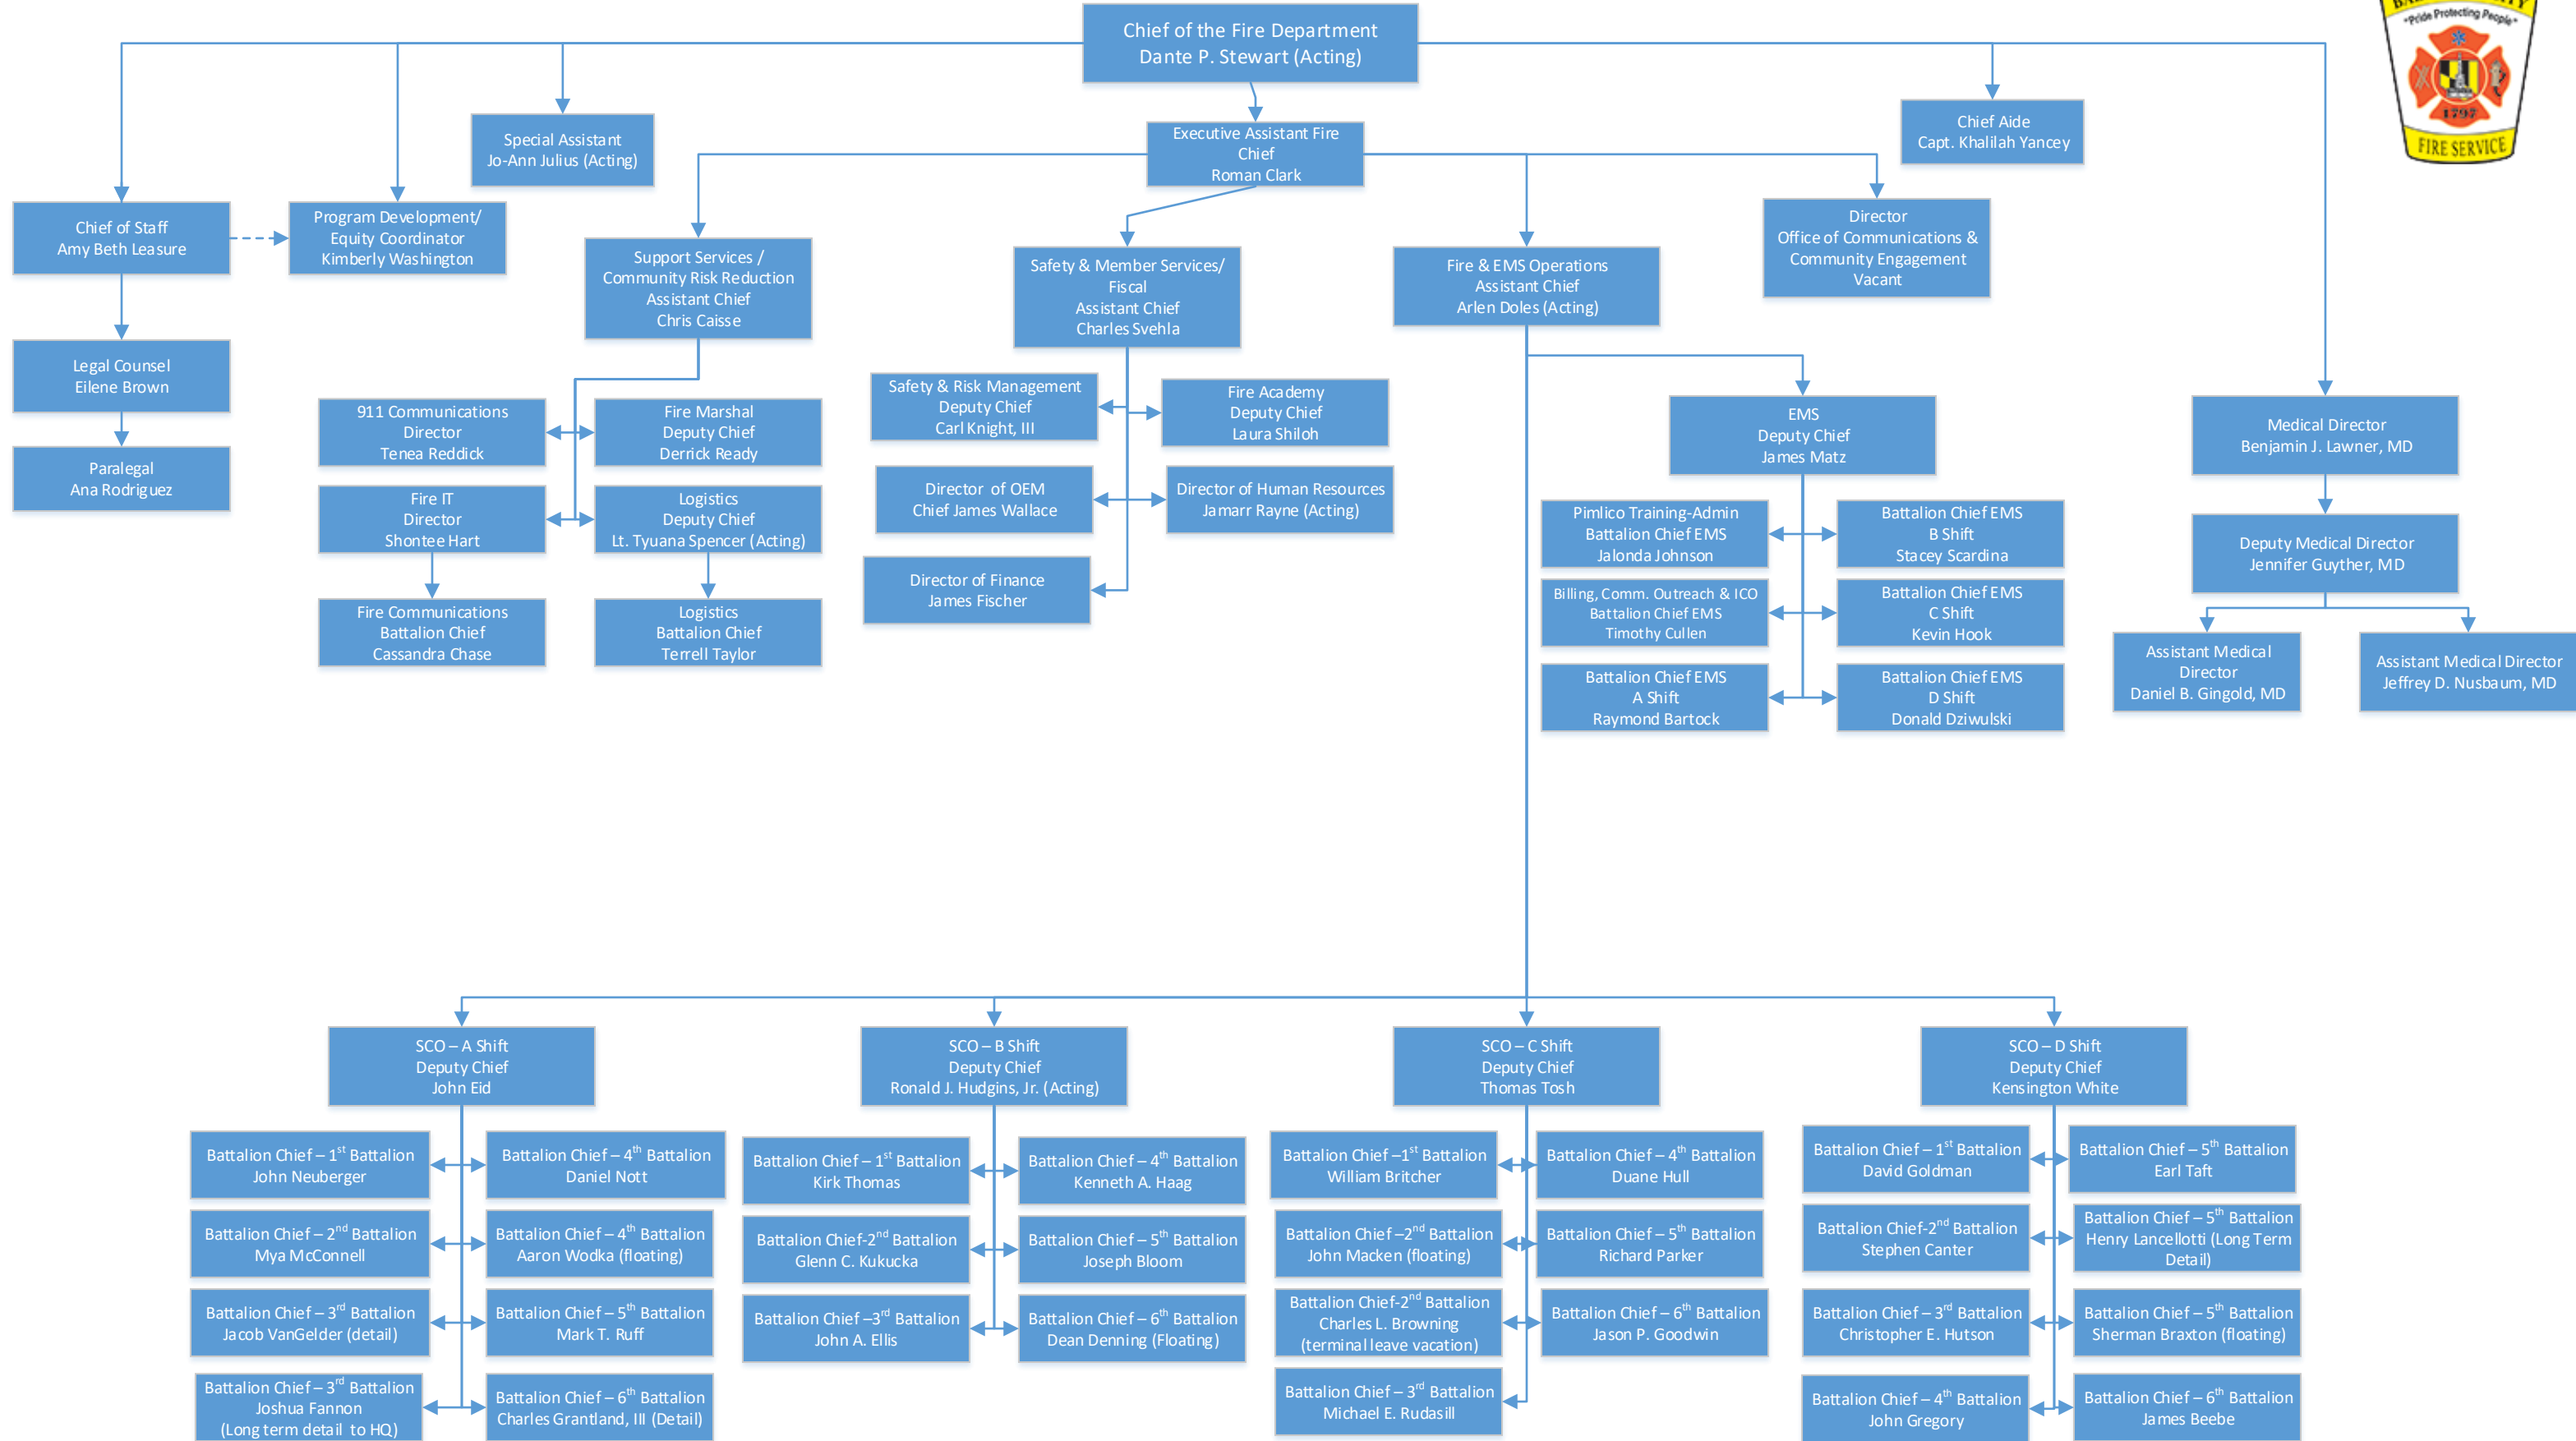 Chief of the Fire Department
Dante P. Stewart (Acting)
"Pride Protecting People"
1797
FIRE SERVICE
Special Assistant
Jo-Ann Julius (Acting)
Executive Assistant Fire
Chief
Roman Clark
Chief Aide
Capt. Khalilah Yancey
Chief of Staff
Amy Beth Leasure
Program Development/
Equity Coordinator
Kimberly Washington
Support Services /
Community Risk Reduction
Assistant Chief
Chris Caisse
Safety & Member Services/
Fiscal
Assistant Chief
Charles Svehla
Fire & EMS Operations
Assistant Chief
Arlen Doles (Acting)
Director
Office of Communications &
Community Engagement
Vacant
Legal Counsel
Eilene Brown
Paralegal
Ana Rodriguez
911 Communications
Director
Tenea Reddick
Fire Marshal
Deputy Chief
Derrick Ready
Fire IT
Director
Shontee Hart
Logistics
Deputy Chief
Lt. Tyuana Spencer (Acting)
Fire Communications
Battalion Chief
Cassandra Chase
Logistics
Battalion Chief
Terrell Taylor
Safety & Risk Management
Deputy Chief
Carl Knight, III
Fire Academy
Deputy Chief
Laura Shiloh
Director of OEM
Chief James Wallace
Director of Human Resources
Jamarr Rayne (Acting)
Director of Finance
James Fischer
EMS
Deputy Chief
James Matz
Pimlico Training-Admin
Battalion Chief EMS
Jalonda Johnson
Battalion Chief EMS
B Shift
Stacey Scardina
Billing, Comm. Outreach & ICO
Battalion Chief EMS
Timothy Cullen
Battalion Chief EMS
C Shift
Kevin Hook
Battalion Chief EMS
A Shift
Raymond Bartock
Battalion Chief EMS
D Shift
Donald Dziwulski
Medical Director
Benjamin J. Lawner, MD
Deputy Medical Director
Jennifer Guyther, MD
Assistant Medical
Director
Daniel B. Gingold, MD
Assistant Medical Director
Jeffrey D. Nusbaum, MD
SCO – A Shift
Deputy Chief
John Eid
Battalion Chief – 1st Battalion
John Neuberger
Battalion Chief – 4th Battalion
Daniel Nott
Battalion Chief – 2nd Battalion
Mya McConnell
Battalion Chief – 4th Battalion
Aaron Wodka (floating)
Battalion Chief – 3rd Battalion
Jacob VanGelder (detail)
Battalion Chief – 5th Battalion
Mark T. Ruff
Battalion Chief – 3rd Battalion
Joshua Fannon
(Long term detail to HQ)
Battalion Chief – 6th Battalion
Charles Grantland, III (Detail)
SCO – B Shift
Deputy Chief
Ronald J. Hudgins, Jr. (Acting)
Battalion Chief – 1st Battalion
Kirk Thomas
Battalion Chief – 4th Battalion
Kenneth A. Haag
Battalion Chief-2nd Battalion
Glenn C. Kukucka
Battalion Chief – 5th Battalion
Joseph Bloom
Battalion Chief –3rd Battalion
John A. Ellis
Battalion Chief – 6th Battalion
Dean Denning (Floating)
SCO – C Shift
Deputy Chief
Thomas Tosh
Battalion Chief –1st Battalion
William Britcher
Battalion Chief – 4th Battalion
Duane Hull
Battalion Chief –2nd Battalion
John Macken (floating)
Battalion Chief – 5th Battalion
Richard Parker
Battalion Chief-2nd Battalion
Charles L. Browning
(terminal leave vacation)
Battalion Chief – 6th Battalion
Jason P. Goodwin
Battalion Chief – 3rd Battalion
Michael E. Rudasill
SCO – D Shift
Deputy Chief
Kensington White
Battalion Chief – 1st Battalion
David Goldman
Battalion Chief – 5th Battalion
Earl Taft
Battalion Chief-2nd Battalion
Stephen Canter
Battalion Chief – 5th Battalion
Henry Lancellotti (Long Term
Detail)
Battalion Chief – 3rd Battalion
Christopher E. Hutson
Battalion Chief – 5th Battalion
Sherman Braxton (floating)
Battalion Chief – 4th Battalion
John Gregory
Battalion Chief – 6th Battalion
James Beebe